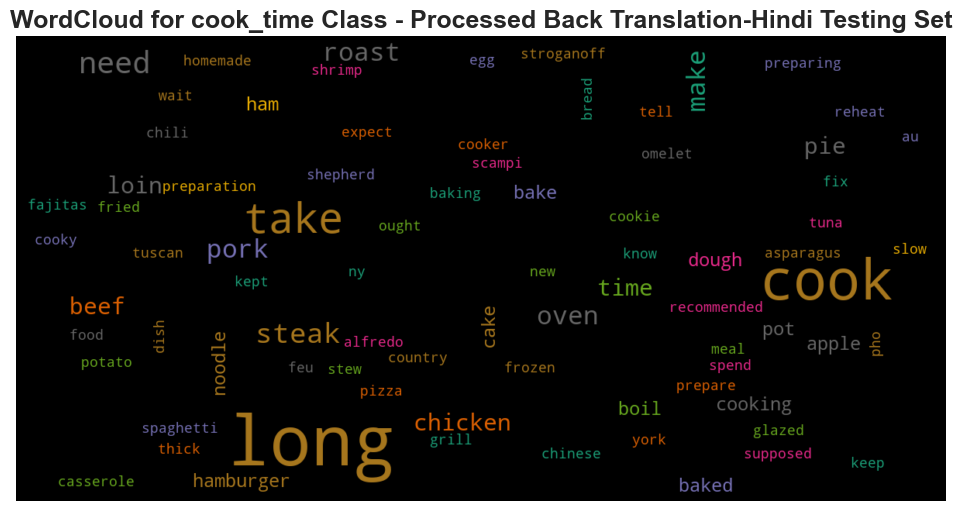 WordCloud for cook_time Class - Processed Back Translation-Hindi Testing Set
need homemade roast shrimp egg stroganoff make preparing
wait ham bread tell reheat
chili expect cooker omelet pie au
scampi
loin preparation shepherd baking bake fix
fajitas fried take ought cookie tuna
cooky tuscan pork know dough asparagus slow
kept ny new time cook
beef recommended
food dish steak alfredo cake oven pot apple pho
potato noodle feu stew country frozen meal spend
pizza prepare
long chicken boil cooking
spaghetti grill york glazed
thick chinese supposed keep
casserole hamburger baked